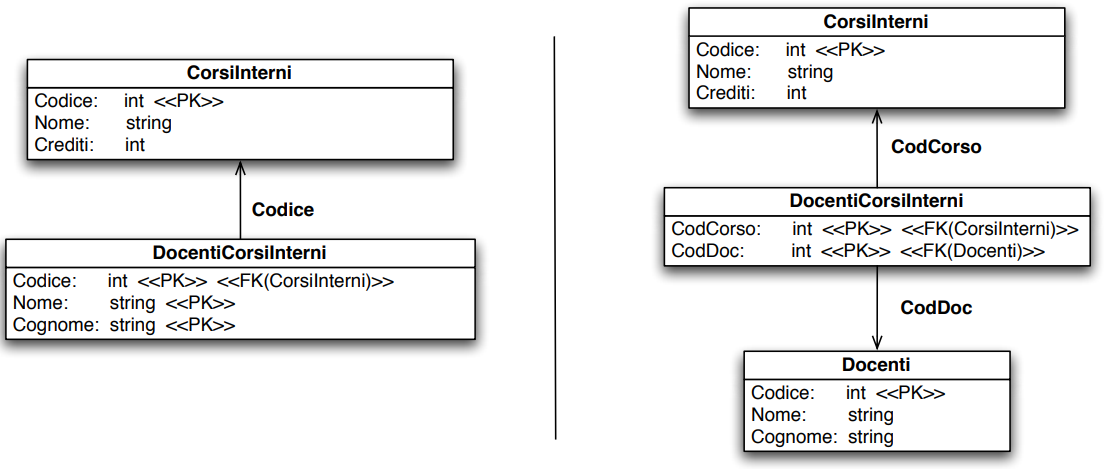 CorsiInterni
Codice: int <<PK>>
Nome: string
Crediti: int
Codice
DocentiCorsiInterni
Codice: int <<PK>> <<FK(CorsiInterni)>>
Nome: string <<PK>>
Cognome: string <<PK>>
CorsiInterni
Codice: int <<PK>>
Nome: string
Crediti: int
CodCorso
DocentiCorsiInterni
CodCorso: int <<PK>> <<FK(CorsiInterni)>>
CodDoc: int <<PK>> <<FK(Docenti)>>
CodDoc
Docenti
Codice: int <<PK>>
Nome: string
Cognome: string